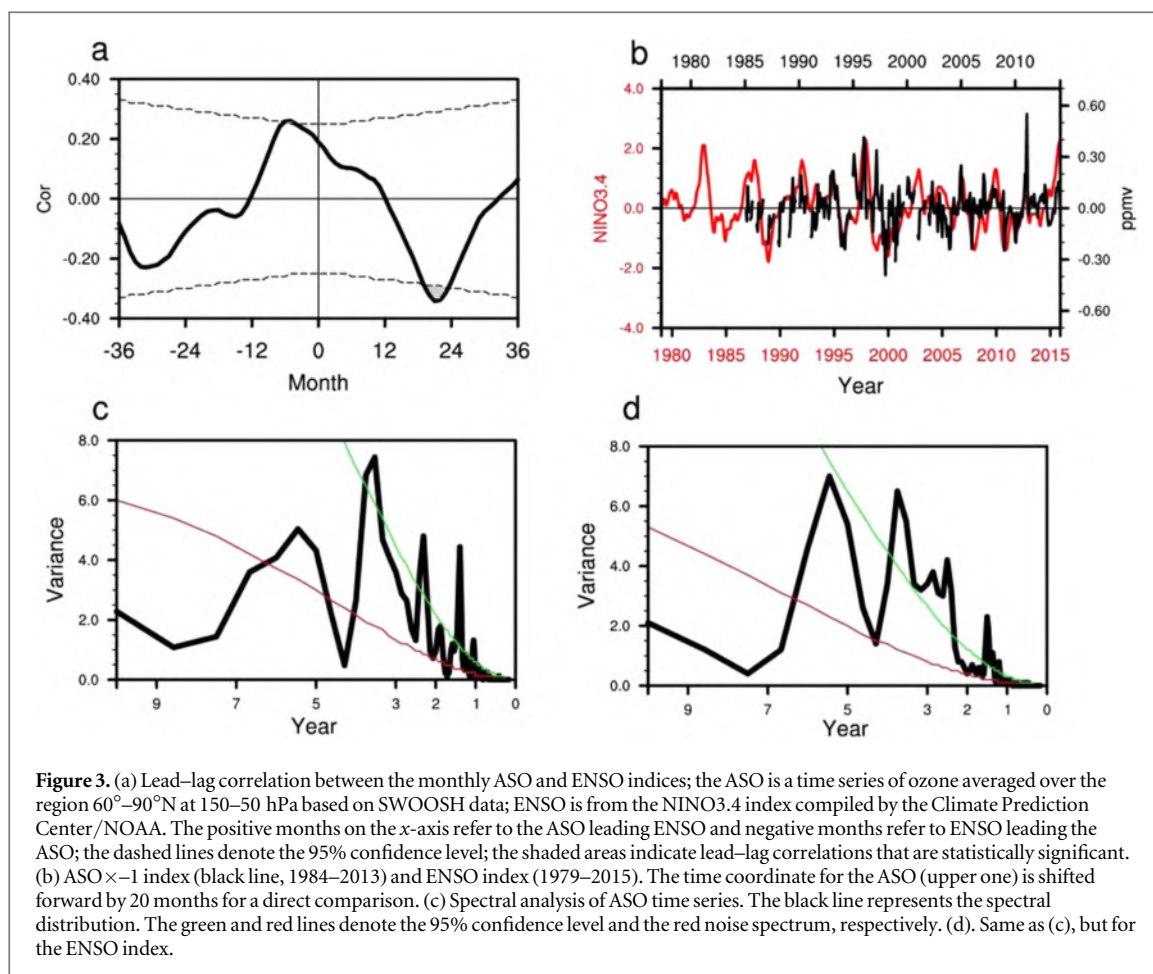 a
0.40
0.20
0.00
-0.20
-0.40
Cor
-36 -24 -12 0 12 24 36
Month
b
1980 1985 1990 1995 2000 2005 2010
4.0
2.0
0.0
-2.0
-4.0
NINO3.4
0.60
0.30
0.00
-0.30
-0.60
ppmv
1980 1985 1990 1995 2000 2005 2010 2015
Year
c
8.0
6.0
4.0
2.0
0.0
Variance
9 7 5 3 1 0
Year
d
8.0
6.0
4.0
2.0
0.0
Variance
9 7 5 3 2 1 0
Year
Figure 3. (a) Lead–lag correlation between the monthly ASO and ENSO indices; the ASO is a time series of ozone averaged over the
region 60°–90°N at 150–50 hPa based on SWOOSH data; ENSO is from the NINO3.4 index compiled by the Climate Prediction
Center/NOAA. The positive months on the x-axis refer to the ASO leading ENSO and negative months refer to ENSO leading the
ASO; the dashed lines denote the 95% confidence level; the shaded areas indicate lead–lag correlations that are statistically significant.
(b) ASO×−1 index (black line, 1984–2013) and ENSO index (1979–2015). The time coordinate for the ASO (upper one) is shifted
forward by 20 months for a direct comparison. (c) Spectral analysis of ASO time series. The black line represents the spectral
distribution. The green and red lines denote the 95% confidence level and the red noise spectrum, respectively. (d). Same as (c), but for
the ENSO index.